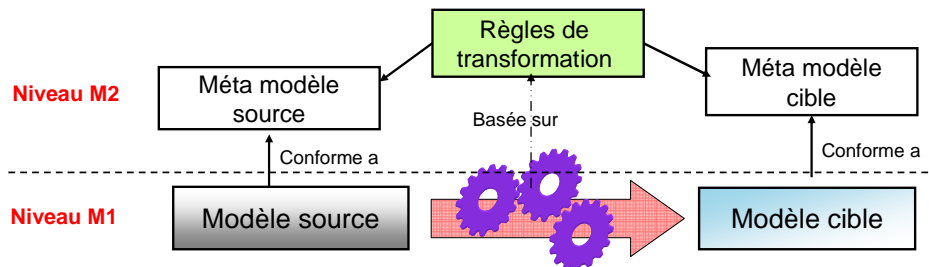 Règles de
transformation
Méta modèle
source
Méta modèle
cible
Niveau M2
Basée sur
Conforme a
Conforme a
Niveau M1
Modèle source
Modèle cible